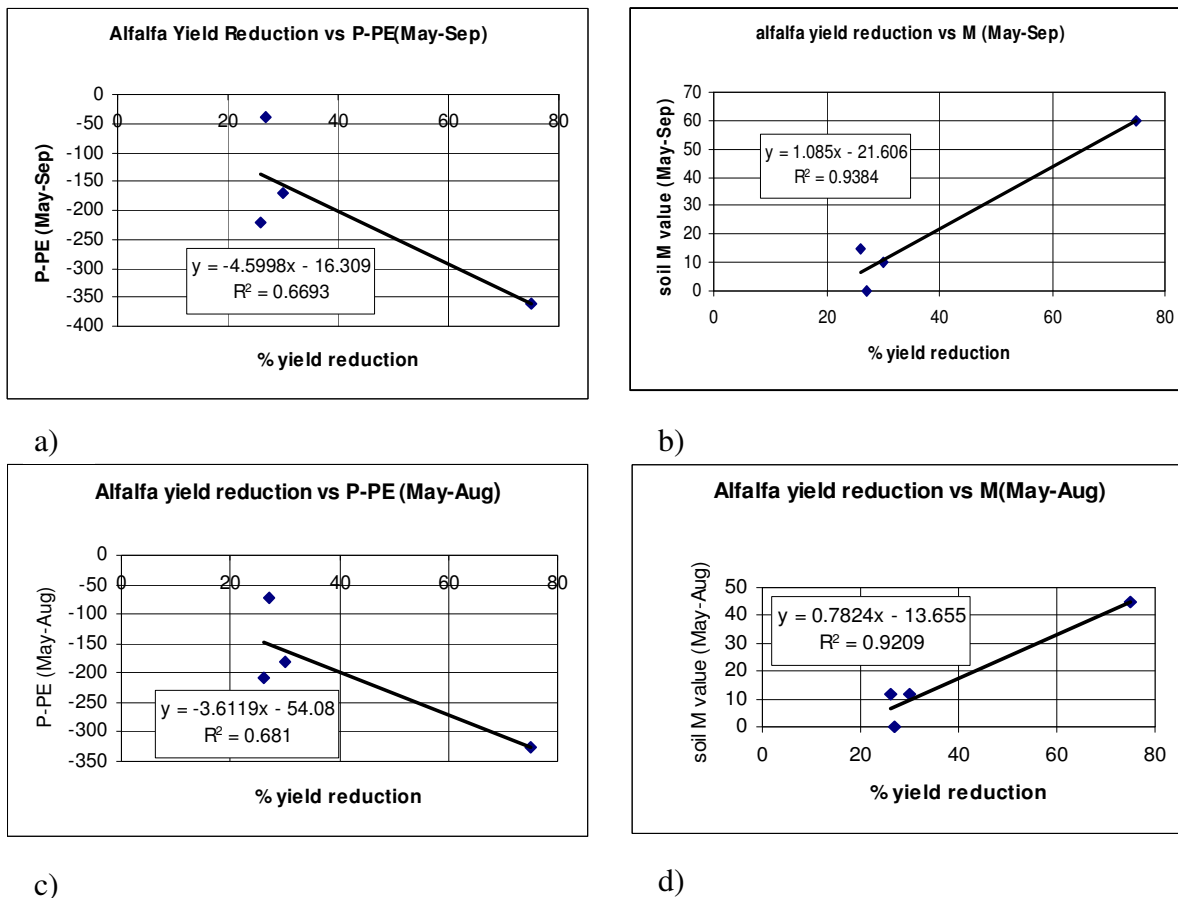 Alfalfa Yield Reduction vs P-PE(May-Sep)
0
-50
-100
-150
-200
-250
-300
-350
-400
0
20
40
60
80
P-PE (May-Sep)
y = -4.5998x - 16.309
R² = 0.6693
% yield reduction
a)
alfalfa yield reduction vs M (May-Sep)
70
60
50
40
30
20
10
0
0
20
40
60
80
soil M value (May-Sep)
y = 1.085x - 21.606
R² = 0.9384
% yield reduction
b)
Alfalfa yield reduction vs P-PE (May-Aug)
0
-50
-100
-150
-200
-250
-300
-350
0
20
40
60
80
P-PE (May-Aug)
y = -3.6119x - 54.08
R² = 0.681
% yield reduction
c)
Alfalfa yield reduction vs M(May-Aug)
50
40
30
20
10
0
0
20
40
60
80
soil M value (May-Aug)
y = 0.7824x - 13.655
R² = 0.9209
% yield reduction
d)